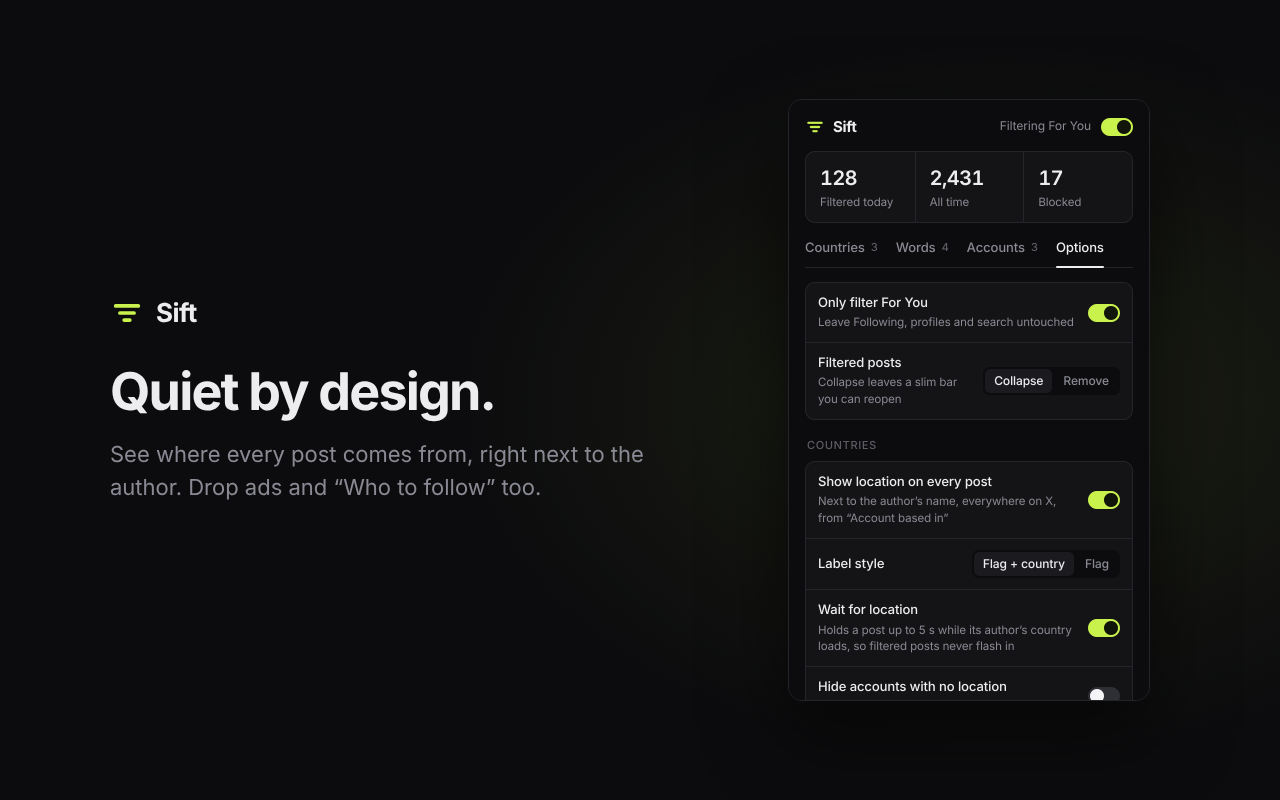 Sift
Quiet by design.
See where every post comes from, right next to the
author. Drop ads and “Who to follow” too.
Sift
Filtering For You
128
Filtered today
2,431
All time
17
Blocked
Countries 3
Words 4
Accounts 3
Options
Only filter For You
Leave Following, profiles and search untouched
Filtered posts
Collapse leaves a slim bar
you can reopen
Collapse
Remove
COUNTRIES
Show location on every post
Next to the author’s name, everywhere on X,
from “Account based in”
Label style
Flag + country
Flag
Wait for location
Holds a post up to 5 s while its author’s country
loads, so filtered posts never flash in
Hide accounts with no location